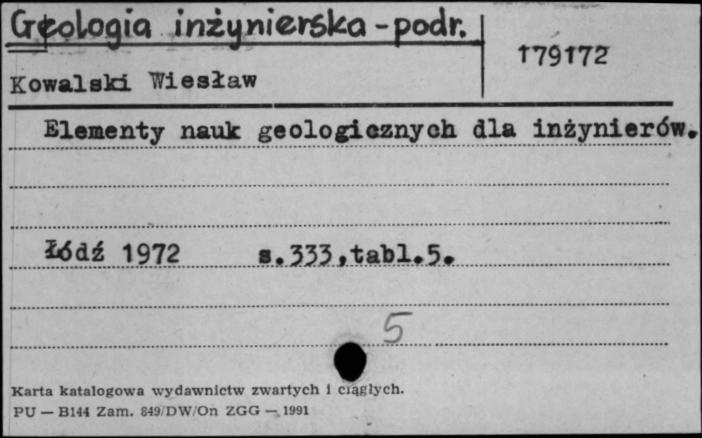 Geologia inżynierska - podr.
179172
Kowalski Wiesław
Elementy nauk geologicznych dla inżynierów.
Łódź 1972 s.333,tabl.5.
5
Karta katalogowa wydawnictw zwartych i ciągłych.
PU — B144 Zam. 849/DW/On ZGG — 1991